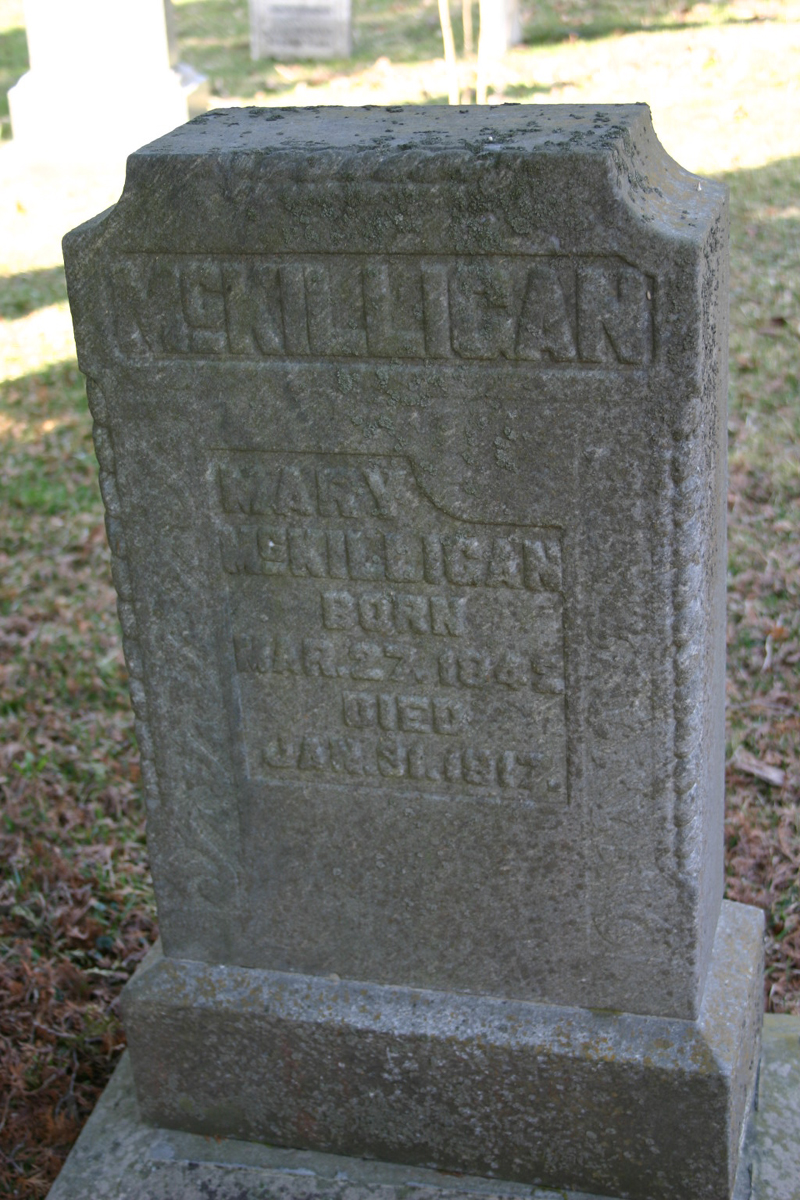 McKILLIGAN
MARY
McKILLIGAN
BORN
MAR. 27. 1845
DIED
JAN. 31. 1917.